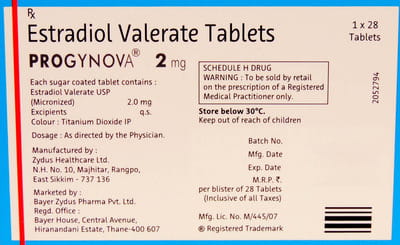 Rx
Estradiol Valerate Tablets
1 x 28
Tablets
PROGYNOVA® 2 mg
Each sugar coated tablet contains :
Estradiol Valerate USP
(Micronized) 2.0 mg
Excipients q.s.
Colour : Titanium Dioxide IP
Dosage : As directed by the Physician.
Manufactured by :
Zydus Healthcare Ltd.
N.H. No. 10, Majhitar, Rangpo,
East Sikkim - 737 136
Marketed by :
Bayer Zydus Pharma Pvt. Ltd.
Regd. Office :
Bayer House, Central Avenue,
Hiranandani Estate, Thane-400 607
SCHEDULE H DRUG
WARNING : To be sold by retail
on the prescription of a Registered
Medical Practitioner only.
Store below 30°C.
Keep out of reach of children
Batch No.
Mfg. Date
Exp. Date
M.R.P. ₹.
per blister of 28 Tablets
(Inclusive of all Taxes)
Mfg. Lic. No. M/445/07
® Registered Trademark
2052794